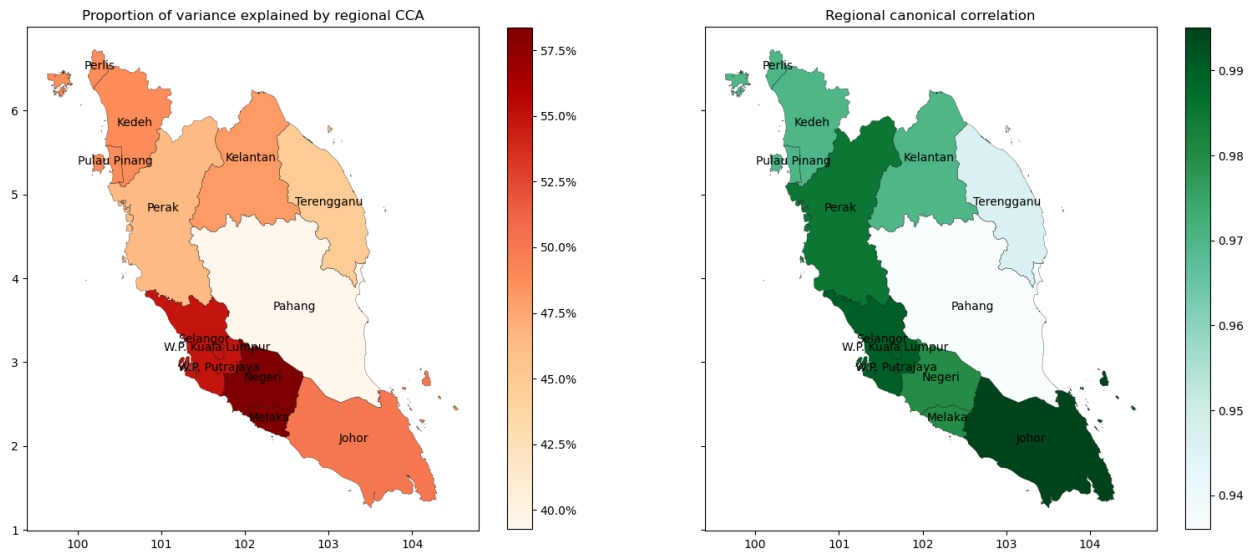 Proportion of variance explained by regional CCA
Perlis
Kedeh
Pulau Pinang
Kelantan
Perak
Terengganu
Pahang
Selangor
W.P. Kuala Lumpur
W.P. Putrajaya
Negeri
Melaka
Johor
6
5
4
3
2
1
100
101
102
103
104
57.5%
55.0%
52.5%
50.0%
47.5%
45.0%
42.5%
40.0%
Regional canonical correlation
Perlis
Kedeh
Pulau Pinang
Kelantan
Perak
Terengganu
Pahang
Selangor
W.P. Kuala Lumpur
W.P. Putrajaya
Negeri
Melaka
Johor
100
101
102
103
104
0.99
0.98
0.97
0.96
0.95
0.94